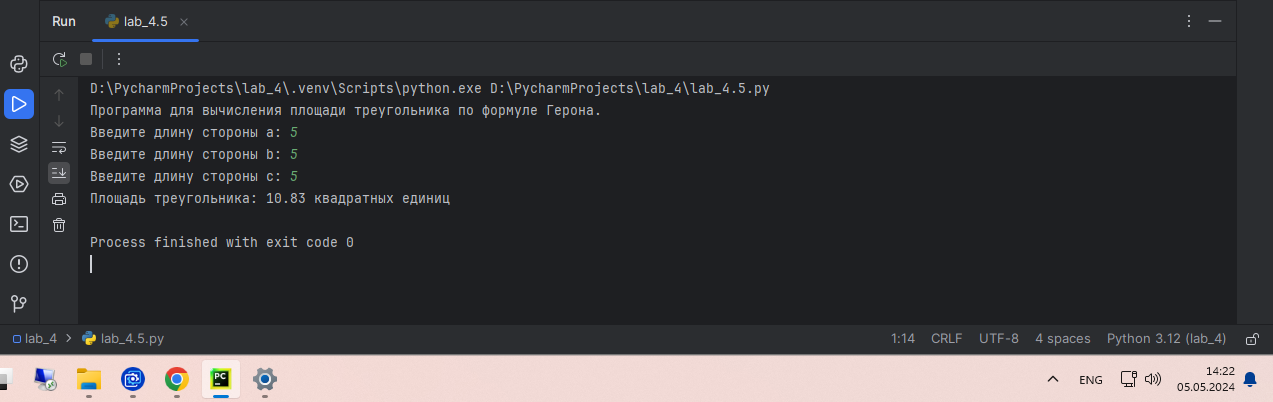 Run lab_4.5
D:\PycharmProjects\lab_4\.venv\Scripts\python.exe D:\PycharmProjects\lab_4\lab_4.5.py
Программа для вычисления площади треугольника по формуле Герона.
Введите длину стороны a: 5
Введите длину стороны b: 5
Введите длину стороны c: 5
Площадь треугольника: 10.83 квадратных единиц
Process finished with exit code 0
lab_4 lab_4.5.py 1:14 CRLF UTF-8 4 spaces Python 3.12 (lab_4)
PC
ENG
14:22
05.05.2024